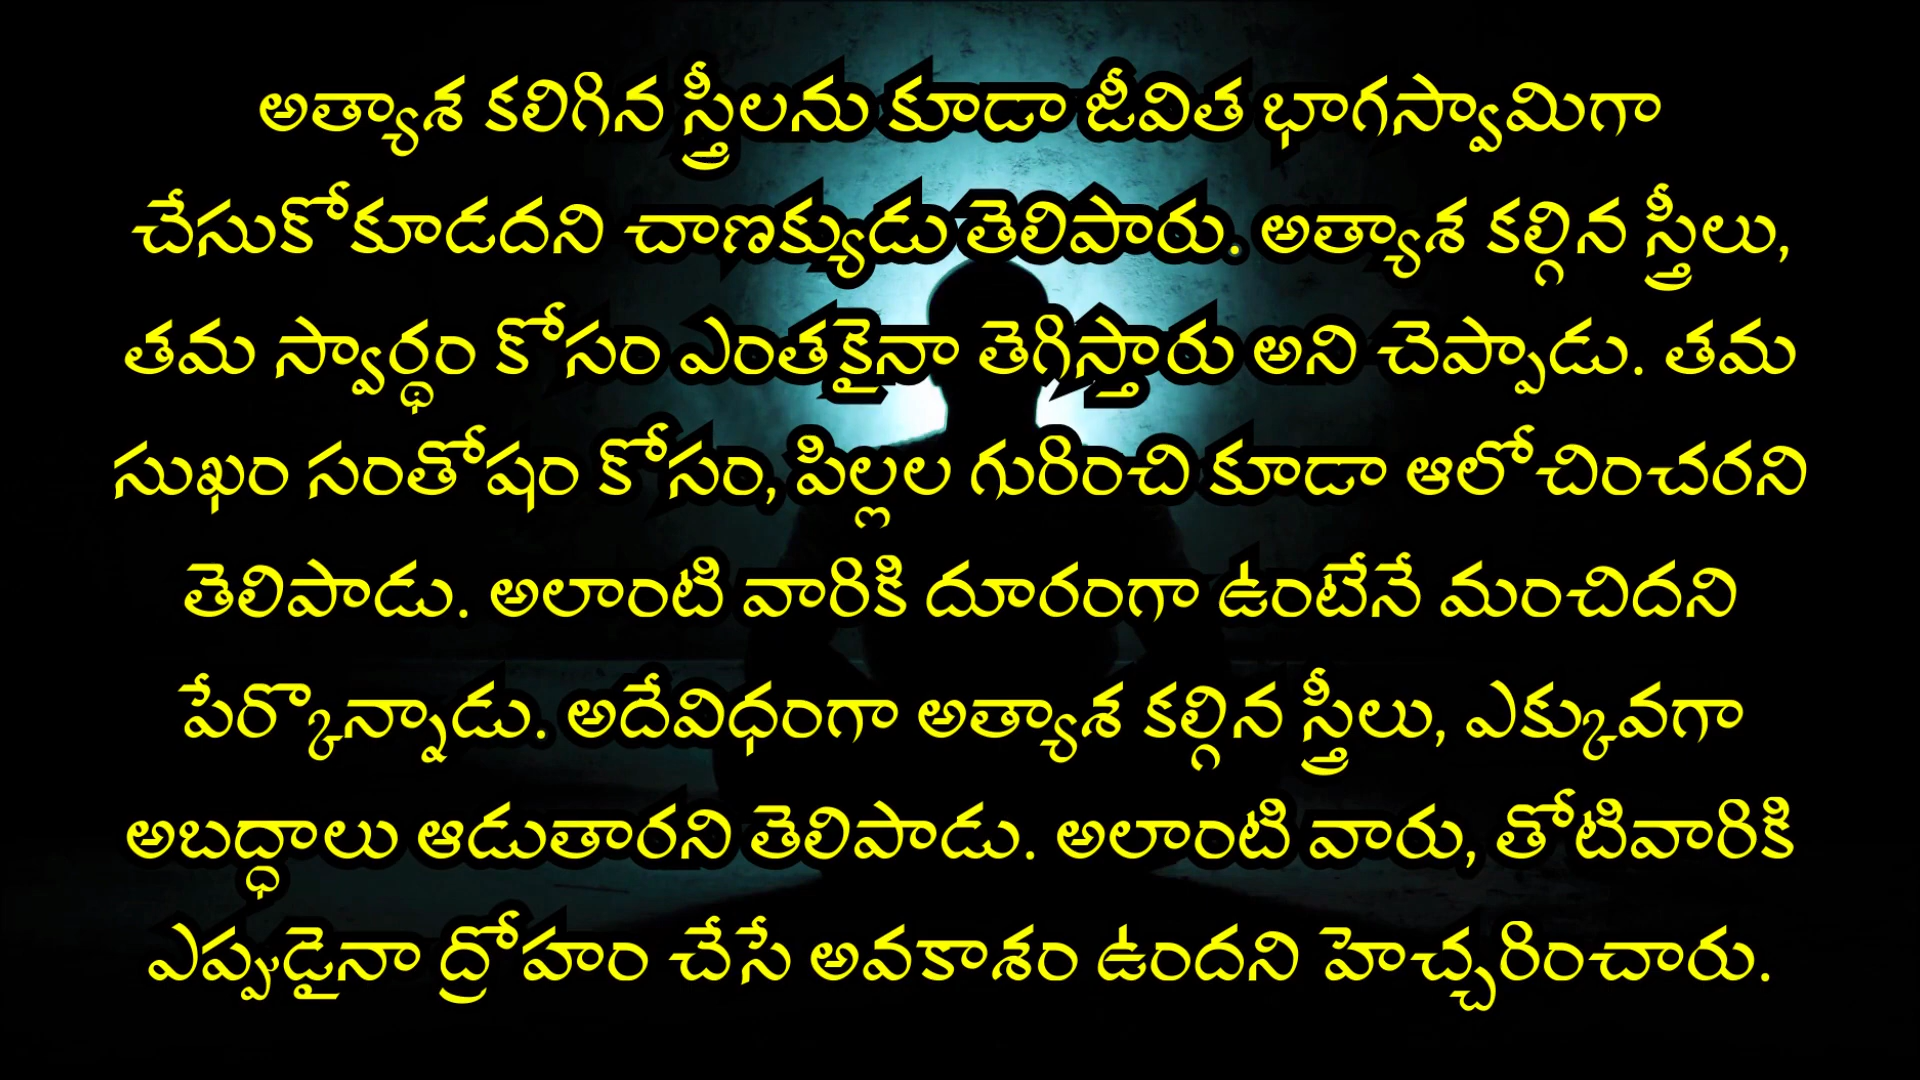 అత్యాశ కలిగిన స్త్రీలను కూడా జీవిత భాగస్వామిగా
చేసుకోకూడదని చాణక్యుడు తెలిపారు. అత్యాశ కల్గిన స్త్రీలు,
తమ స్వార్థం కోసం ఎంతకైనా తెగిస్తారు అని చెప్పాడు. తమ
సుఖం సంతోషం కోసం, పిల్లల గురించి కూడా ఆలోచించరని
తెలిపాడు. అలాంటి వారికి దూరంగా ఉంటేనే మంచిదని
పేర్కొన్నాడు. అదేవిధంగా అత్యాశ కల్గిన స్త్రీలు, ఎక్కువగా
అబద్ధాలు ఆడుతారని తెలిపాడు. అలాంటి వారు, తోటివారికి
ఎప్పుడైనా ద్రోహం చేసే అవకాశం ఉందని హెచ్చరించారు.